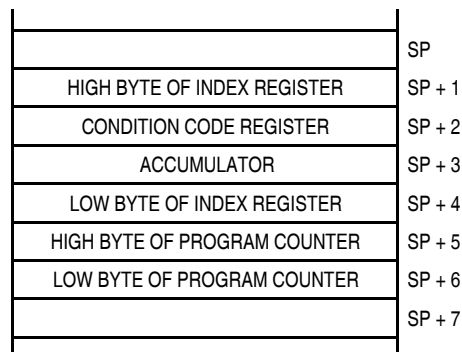 SP
HIGH BYTE OF INDEX REGISTER SP + 1
CONDITION CODE REGISTER SP + 2
ACCUMULATOR SP + 3
LOW BYTE OF INDEX REGISTER SP + 4
HIGH BYTE OF PROGRAM COUNTER SP + 5
LOW BYTE OF PROGRAM COUNTER SP + 6
SP + 7